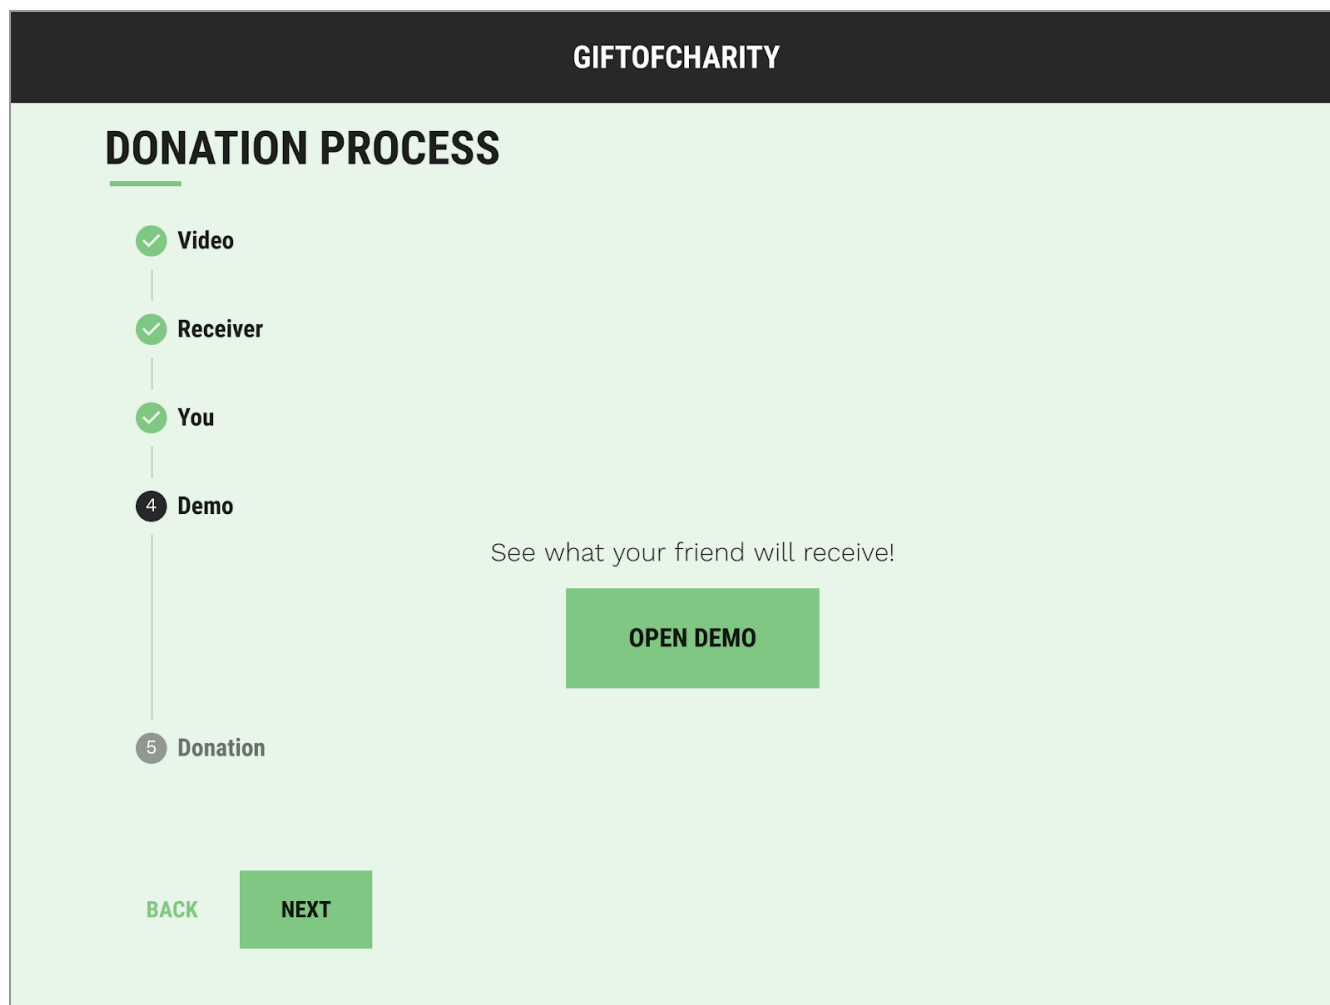 GIFTOFCHARITY
DONATION PROCESS
Video
Receiver
You
4 Demo
See what your friend will receive!
OPEN DEMO
5 Donation
BACK NEXT